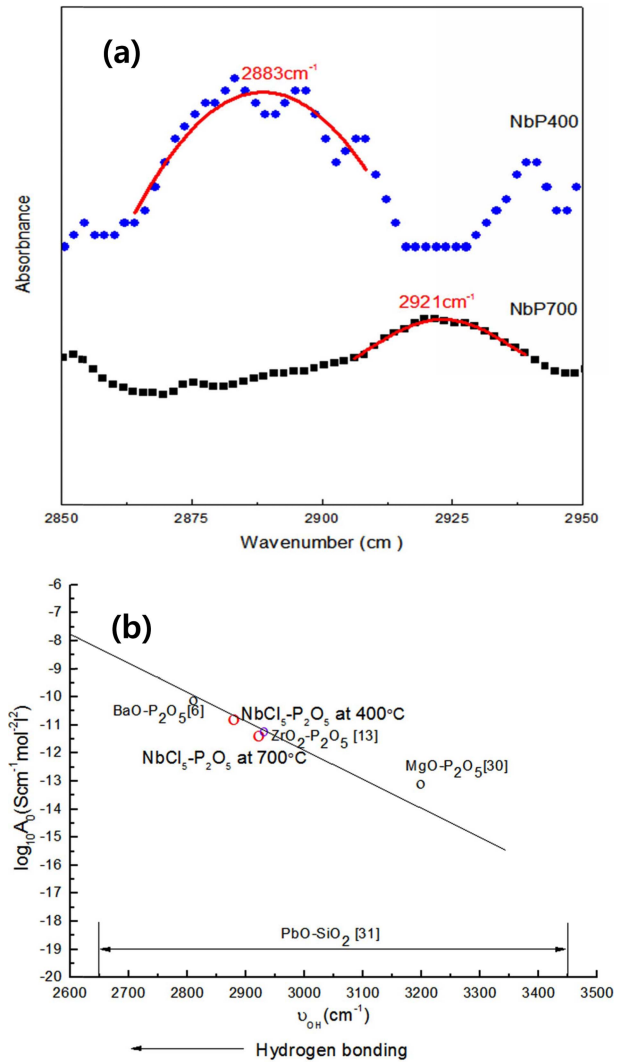 (a)
2883cm⁻¹
NbP400
2921cm⁻¹
NbP700
Absorbnance
2850 2875 2900 2925 2950
Wavenumber (cm )
(b)
-6
-7
-8
-9
-10
-11
-12
-13
-14
-15
-16
-17
-18
-19
-20
log₁₀A₀(Scm⁻¹mol⁻²l²)
BaO-P₂O₅[6]
NbCl₅-P₂O₅ at 400°C
ZrO₂-P₂O₅ [13]
NbCl₅-P₂O₅ at 700°C
MgO-P₂O₅[30]
PbO-SiO₂ [31]
2600 2700 2800 2900 3000 3100 3200 3300 3400 3500
υOH(cm⁻¹)
Hydrogen bonding